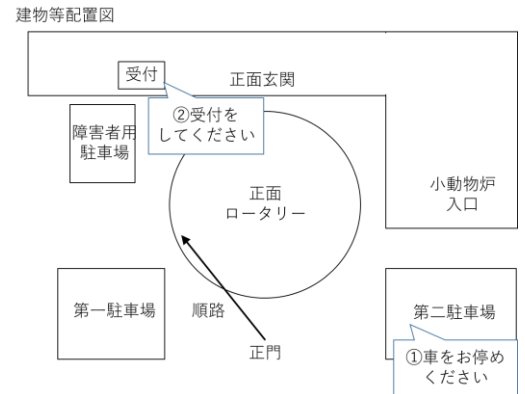 建物等配置図
受付
正面玄関
②受付を
してください
障害者用
駐車場
正面
ロータリー
小動物炉
入口
第一駐車場
順路
第二駐車場
正門
①車をお停め
ください